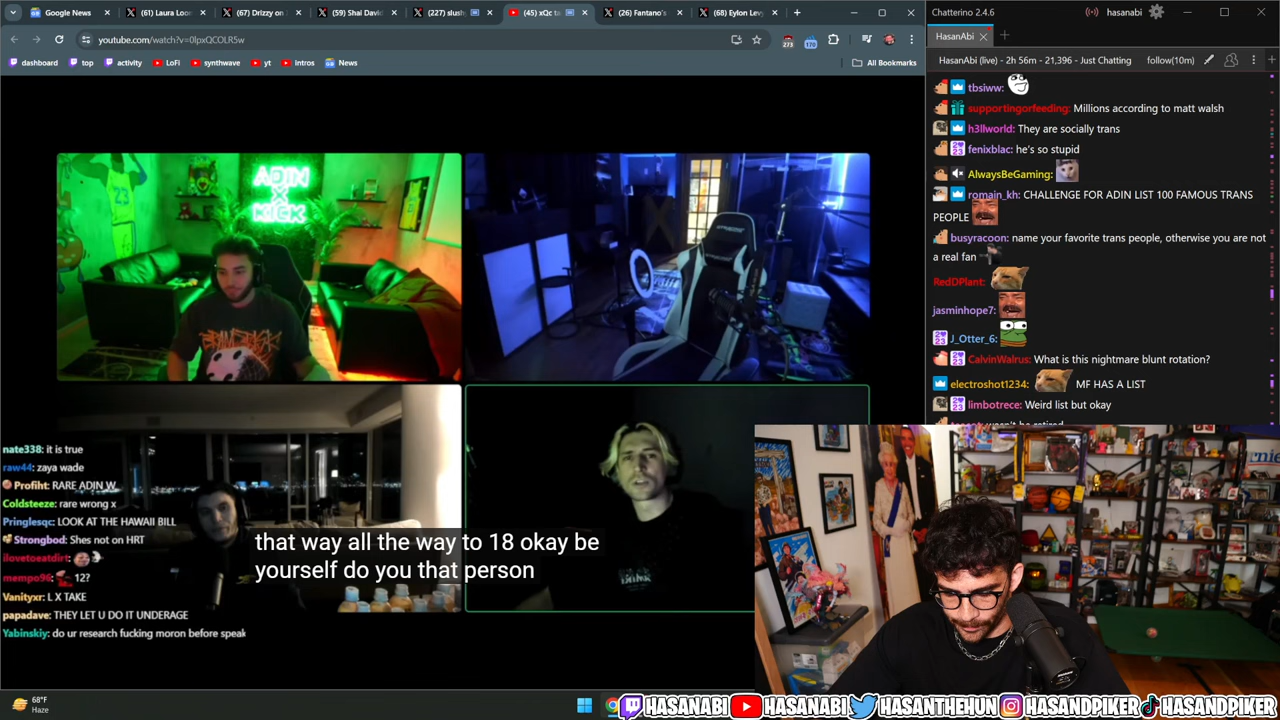 Google News
(61) Laura Loom
(67) Drizzy on
(59) Shai David
(227) slush
(45) xQc ta
(26) Fantano's
(68) Eylon Lev
youtube.com/watch?v=0lpxQCOLR5w
273
170
dashboard
top
activity
LoFi
synthwave
yt
intros
News
All Bookmarks
ADIN
X
KICK
23
nate338: it is true
raw44: zaya wade
Profiht: RARE ADIN W
Coldsteeze: rare wrong x
Pringlesqc: LOOK AT THE HAWAII BILL
Strongbod: Shes not on HRT
ilovetoeatdirt:
mempo96: 12?
Vanityxr: L X TAKE
papadave: THEY LET U DO IT UNDERAGE
Yabinskiy: do ur research fucking moron before speak
that way all the way to 18 okay be
yourself do you that person
Chatterino 2.4.6
hasanabi
HasanAbi
HasanAbi (live) - 2h 56m - 21,396 - Just Chatting
follow(10m)
tbsiww:
supportingorfeeding: Millions according to matt walsh
h3llworld: They are socially trans
fenixblac: he's so stupid
AlwaysBeGaming:
romain_kh: CHALLENGE FOR ADIN LIST 100 FAMOUS TRANS
PEOPLE
busyracoon: name your favorite trans people, otherwise you are not
a real fan
RedDPlant:
jasminhope7:
J_Otter_6:
CalvinWalrus: What is this nightmare blunt rotation?
electroshot1234: MF HAS A LIST
limbotrece: Weird list but okay
68°F
Haze
HASANABI
HASANABI
HASANTHEHUN
HASANDPIKER
HASANDPIKER